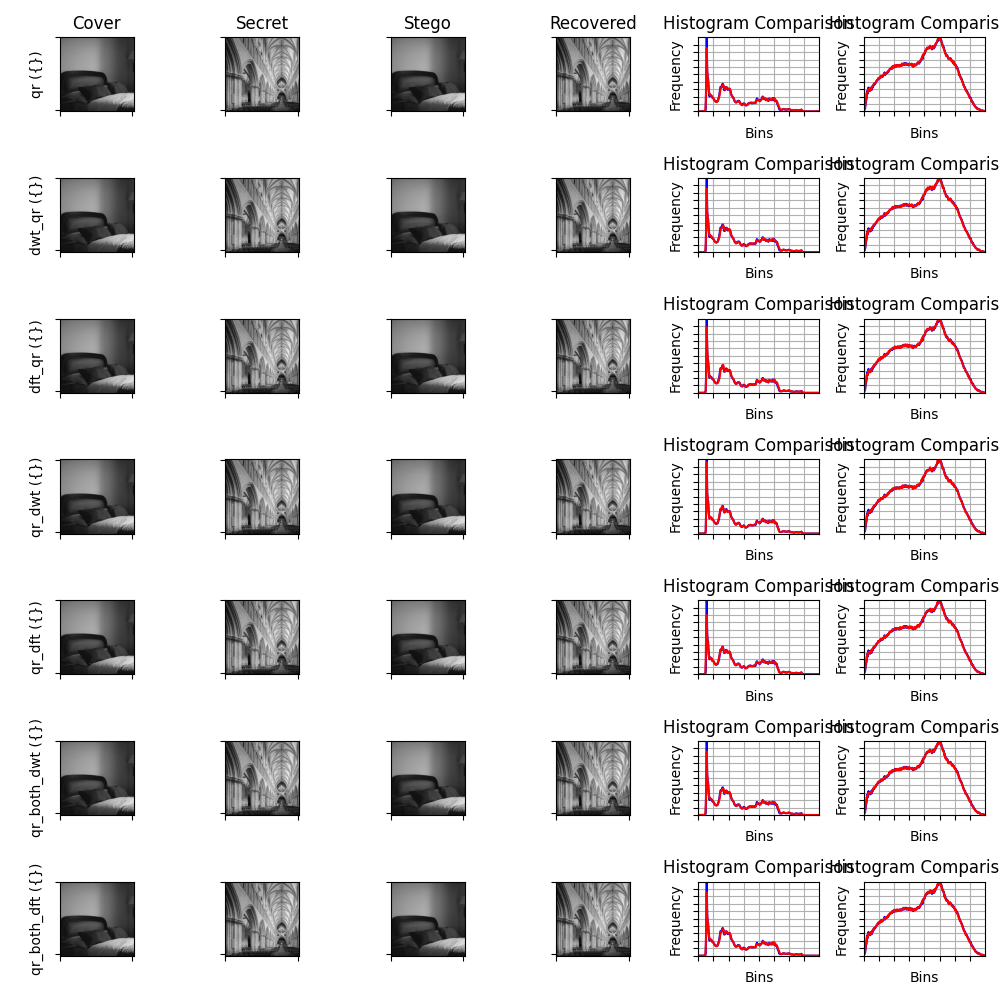 Cover Secret Stego Recovered Histogram Comparison Histogram Comparis
qr ({}) Frequency Frequency
Bins Bins
Histogram Comparison Histogram Comparis
dwt_qr ({}) Frequency Frequency
Bins Bins
Histogram Comparison Histogram Comparis
dft_qr ({}) Frequency Frequency
Bins Bins
Histogram Comparison Histogram Comparis
qr_dwt ({}) Frequency Frequency
Bins Bins
Histogram Comparison Histogram Comparis
qr_dft ({}) Frequency Frequency
Bins Bins
Histogram Comparison Histogram Comparis
qr_both_dwt ({}) Frequency Frequency
Bins Bins
Histogram Comparison Histogram Comparis
qr_both_dft ({}) Frequency Frequency
Bins Bins